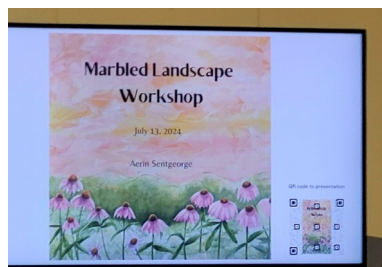 Marbled Landscape
Workshop
July 13, 2024
Aerin Sentgeorge
QR code to presentation